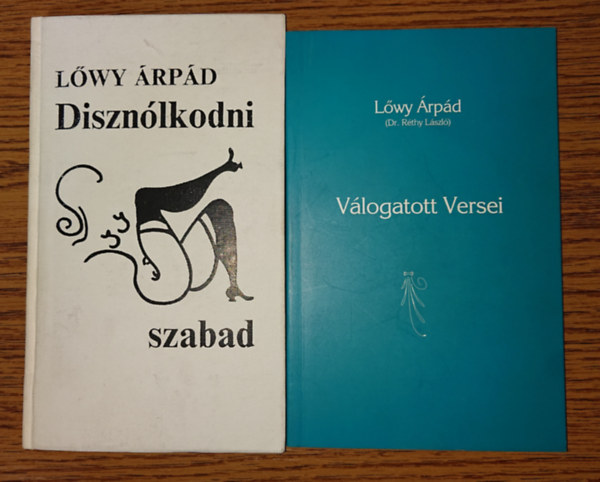 LŐWY ÁRPÁD
Disznólkodni
szabad
Lőwy Árpád
(Dr. Réthy László)
Válogatott Versei